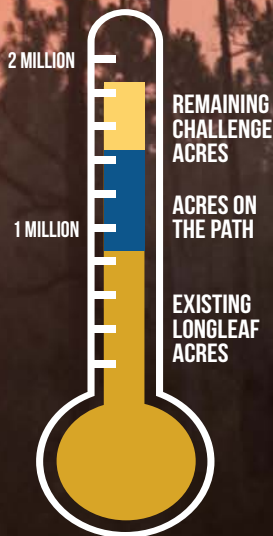 2 MILLION
REMAINING
CHALLENGE
ACRES
ACRES ON
THE PATH
1 MILLION
EXISTING
LONGLEAF
ACRES